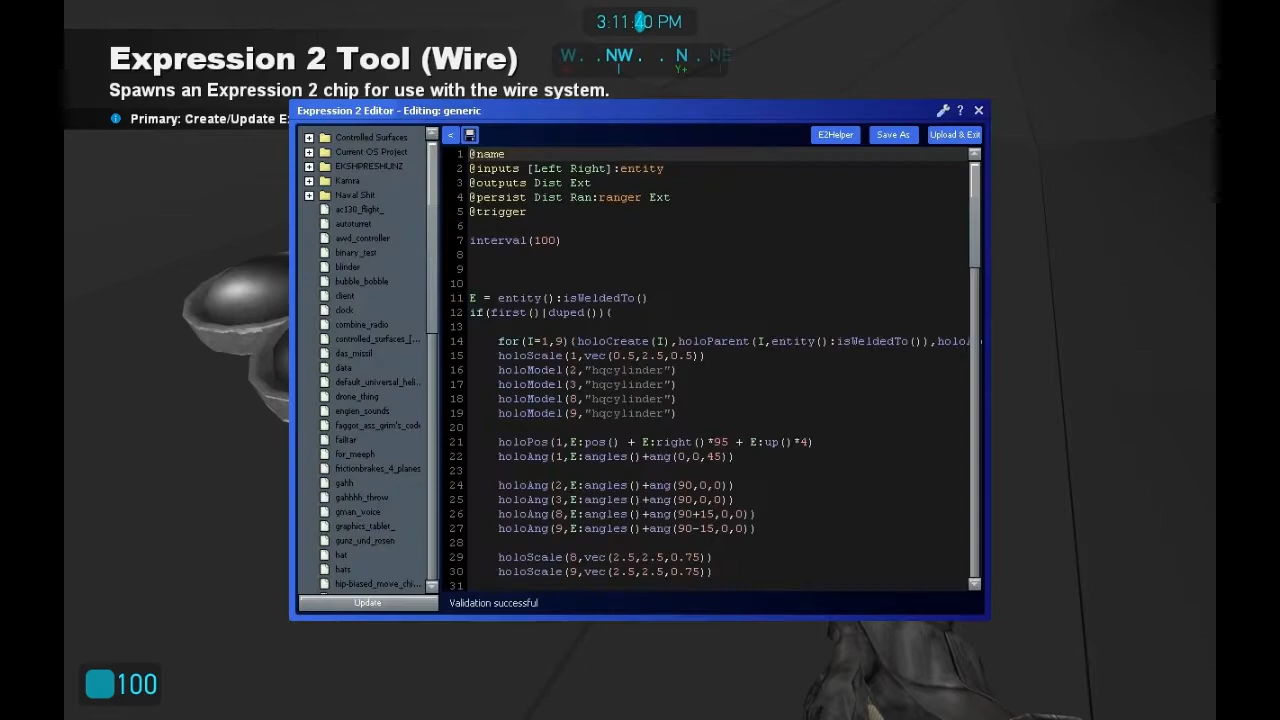 3:11:40 PM
W . . NW . . N . NE
Y+
Expression 2 Tool (Wire)
Spawns an Expression 2 chip for use with the wire system.
Primary: Create/Update E
Expression 2 Editor - Editing: generic
?
E2Helper
Save As
Upload & Exit
Controlled Surfaces
Current OS Project
EKSHPRESHUNZ
Kamra
Naval Shit
ac130_flight_
autoturret
awd_controller
binary_test
blinder
bubble_bobble
client
clock
combine_radio
controlled_surfaces_[...
das_missil
data
default_universal_heli...
drone_thing
engien_sounds
faggot_ass_grim's_code
failtar
for_meeph
frictionbrakes_4_planes
gahh
gahhhh_throw
gman_voice
graphics_tablet_
gunz_und_rosen
hat
hats
hip-biased_move_chi...
Update
1 @name
2 @inputs [Left Right]:entity
3 @outputs Dist Ext
4 @persist Dist Ran:ranger Ext
5 @trigger
6
7 interval(100)
8
9
10
11 E = entity():isWeldedTo()
12 if(first()|duped()){
13
14 for(I=1,9){holoCreate(I),holoParent(I,entity():isWeldedTo()),holo
15 holoScale(1,vec(0.5,2.5,0.5))
16 holoModel(2,"hqcylinder")
17 holoModel(3,"hqcylinder")
18 holoModel(8,"hqcylinder")
19 holoModel(9,"hqcylinder")
20
21 holoPos(1,E:pos() + E:right()*95 + E:up()*4)
22 holoAng(1,E:angles()+ang(0,0,45))
23
24 holoAng(2,E:angles()+ang(90,0,0))
25 holoAng(3,E:angles()+ang(90,0,0))
26 holoAng(8,E:angles()+ang(90+15,0,0))
27 holoAng(9,E:angles()+ang(90-15,0,0))
28
29 holoScale(8,vec(2.5,2.5,0.75))
30 holoScale(9,vec(2.5,2.5,0.75))
31
Validation successful
100